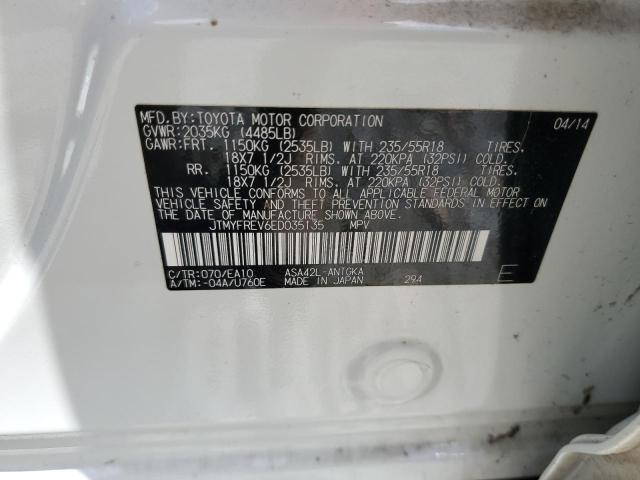 MFD.BY:TOYOTA MOTOR CORPORATION 04/14
GVWR:2035KG (4485LB)
GAWR:FRT. 1150KG (2535LB) WITH 235/55R18 TIRES.
18X7 1/2J RIMS. AT 220KPA (32PSI) COLD.
RR. 1150KG (2535LB) WITH 235/55R18 TIRES.
18X7 1/2J RIMS. AT 220KPA (32PSI) COLD.
THIS VEHICLE CONFORMS TO ALL APPLICABLE FEDERAL MOTOR
VEHICLE SAFETY AND THEFT PREVENTION STANDARDS IN EFFECT ON
THE DATE OF MANUFACTURE SHOWN ABOVE.
JTMYFREV6ED035135 MPV
C/TR:070/EA10 ASA42L-ANTGKA
A/TM:-04A/U760E MADE IN JAPAN 294 E